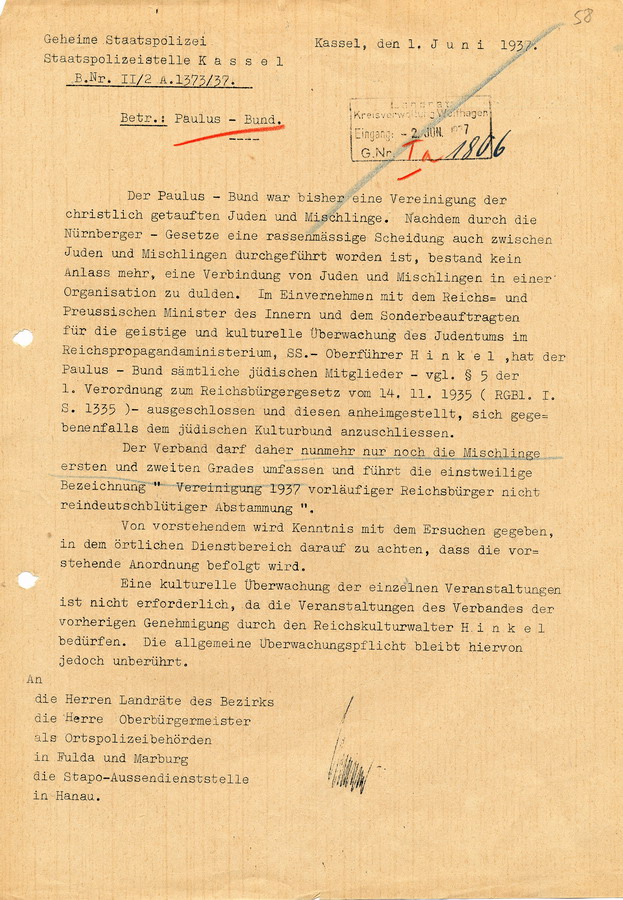 58
Geheime Staatspolizei
Staatspolizeistelle K a s s e l
B.Nr. II/2 A.1373/37.
Kassel, den 1. J u n i 1937.
Betr.: Paulus - Bund.
Landrat
Kreisverwaltung Wolfhagen
Eingang: - 2. JUN. 1937
G.Nr. Ia 1806
Der Paulus - Bund war bisher eine Vereinigung der
christlich getauften Juden und Mischlinge. Nachdem durch die
Nürnberger - Gesetze eine rassenmässige Scheidung auch zwischen
Juden und Mischlingen durchgeführt worden ist, bestand kein
Anlass mehr, eine Verbindung von Juden und Mischlingen in einer
Organisation zu dulden. Im Einvernehmen mit dem Reichs= und
Preussischen Minister des Innern und dem Sonderbeauftragten
für die geistige und kulturelle Überwachung des Judentums im
Reichspropagandaministerium, SS.- Oberführer H i n k e l ,hat der
Paulus - Bund sämtliche jüdischen Mitglieder - vgl. § 5 der
1. Verordnung zum Reichsbürgergesetz vom 14. 11. 1935 ( RGBl. I.
S. 1335 )- ausgeschlossen und diesen anheimgestellt, sich gege=
benenfalls dem jüdischen Kulturbund anzuschliessen.
Der Verband darf daher nunmehr nur noch die Mischlinge
ersten und zweiten Grades umfassen und führt die einstweilige
Bezeichnung " Vereinigung 1937 vorläufiger Reichsbürger nicht
reindeutschblütiger Abstammung ".
Von vorstehendem wird Kenntnis mit dem Ersuchen gegeben,
in dem örtlichen Dienstbereich darauf zu achten, dass die vor=
stehende Anordnung befolgt wird.
Eine kulturelle Überwachung der einzelnen Veranstaltungen
ist nicht erforderlich, da die Veranstaltungen des Verbandes der
vorherigen Genehmigung durch den Reichskulturwalter H i n k e l
bedürfen. Die allgemeine Überwachungspflicht bleibt hiervon
jedoch unberührt.
An
die Herren Landräte des Bezirks
die Herre Oberbürgermeister
als Ortspolizeibehörden
in Fulda und Marburg
die Stapo-Aussendienststelle
in Hanau.